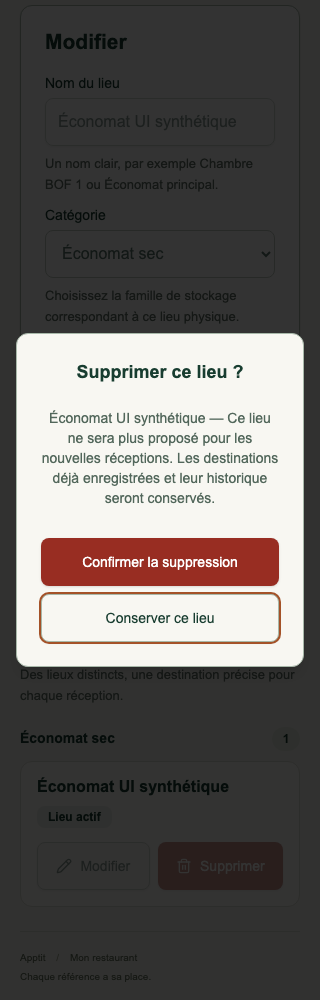 Modifier
Nom du lieu
Économat UI synthétique
Un nom clair, par exemple Chambre
BOF 1 ou Économat principal.
Catégorie
Économat sec
Choisissez la famille de stockage
correspondant à ce lieu physique.
Supprimer ce lieu ?
Économat UI synthétique — Ce lieu
ne sera plus proposé pour les
nouvelles réceptions. Les destinations
déjà enregistrées et leur historique
seront conservés.
Confirmer la suppression
Conserver ce lieu
Des lieux distincts, une destination précise pour
chaque réception.
Économat sec 1
Économat UI synthétique
Lieu actif
Modifier Supprimer
Apptit / Mon restaurant
Chaque référence a sa place.